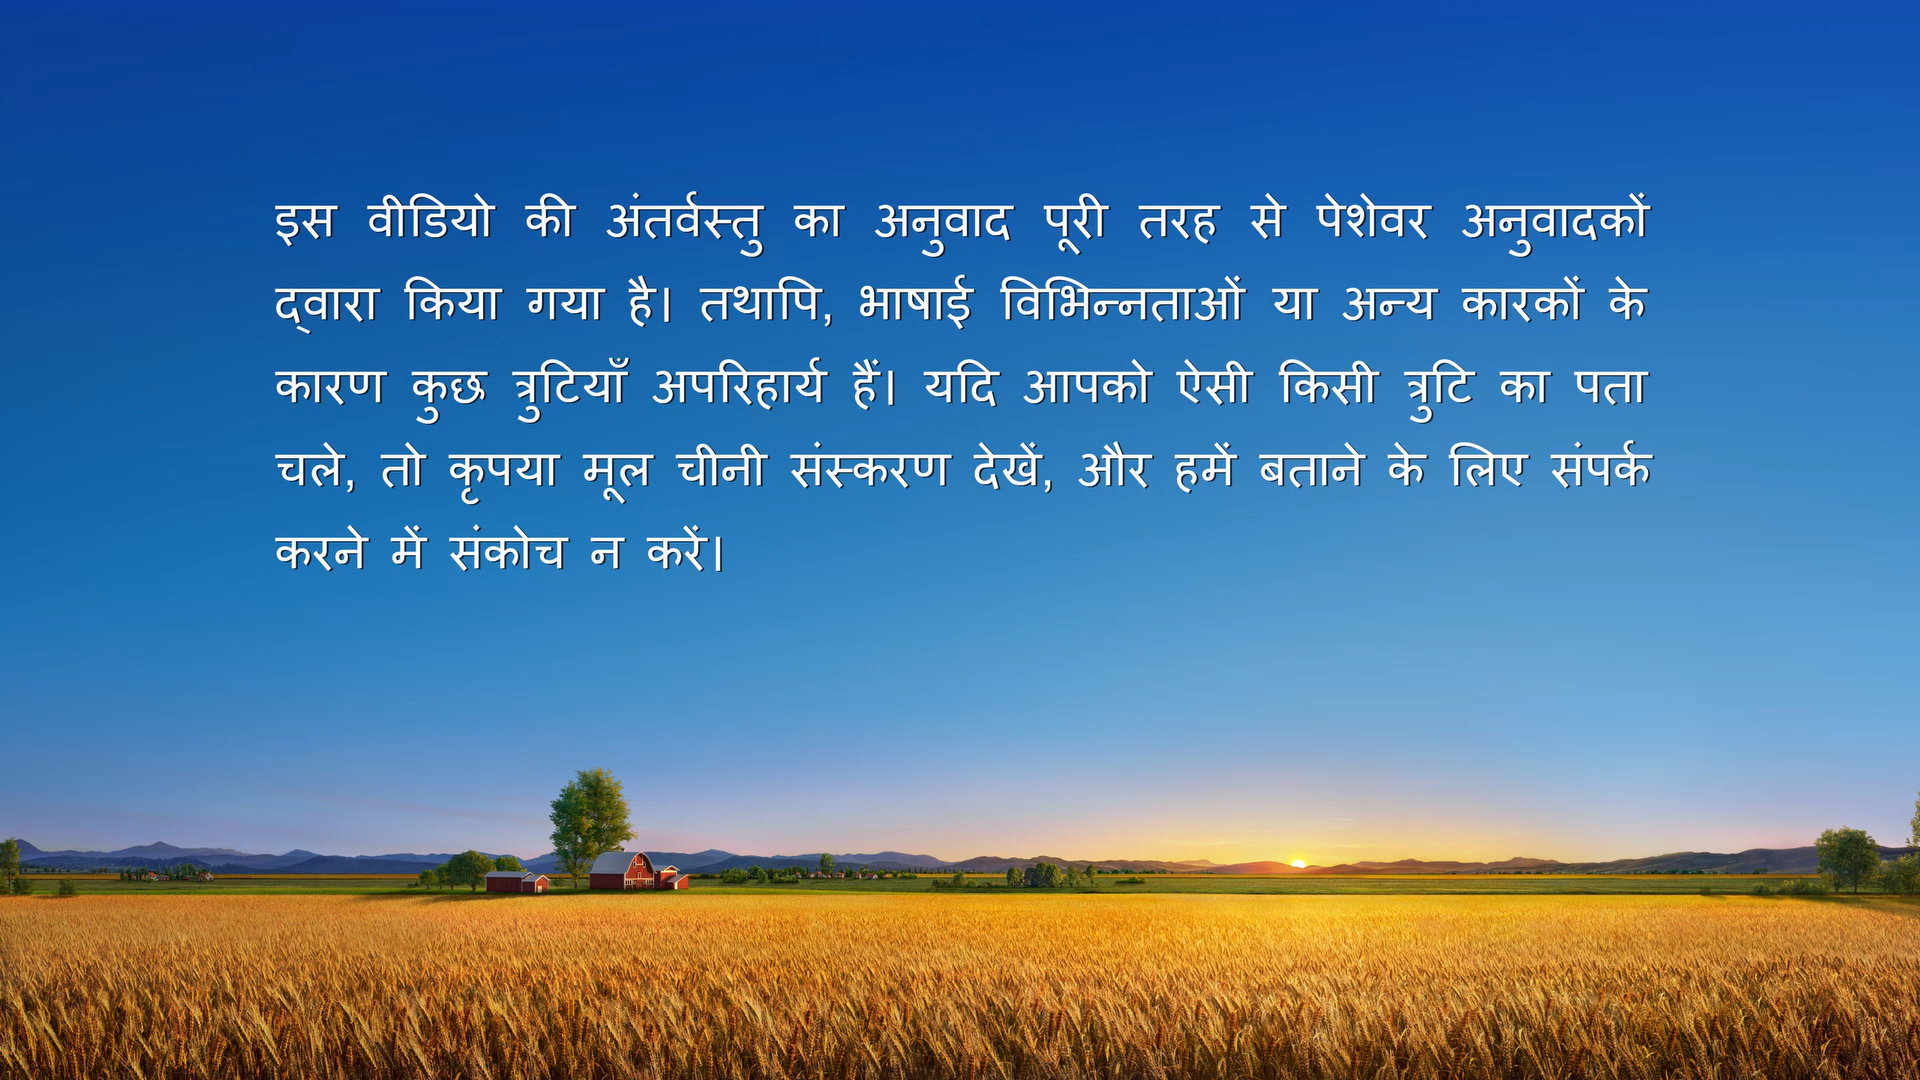 इस वीडियो की अंतर्वस्तु का अनुवाद पूरी तरह से पेशेवर अनुवादकों
द्वारा किया गया है। तथापि, भाषाई विभिन्नताओं या अन्य कारकों के
कारण कुछ त्रुटियाँ अपरिहार्य हैं। यदि आपको ऐसी किसी त्रुटि का पता
चले, तो कृपया मूल चीनी संस्करण देखें, और हमें बताने के लिए संपर्क
करने में संकोच न करें।